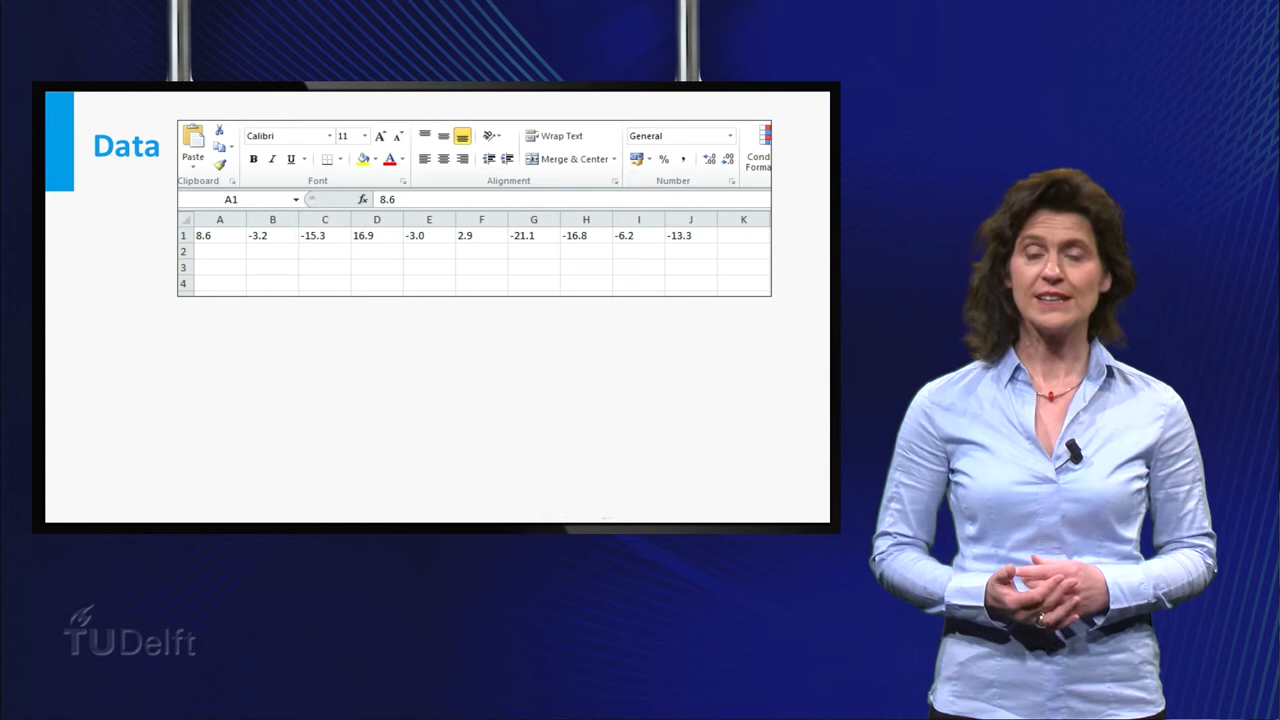 Data
Calibri 11 Wrap Text General
Paste Merge & Center Cond
Forma
Clipboard Font Alignment Number
A1 fx 8.6
A B C D E F G H I J K
1 8.6 -3.2 -15.3 16.9 -3.0 2.9 -21.1 -16.8 -6.2 -13.3
2
3
4
TUDelft